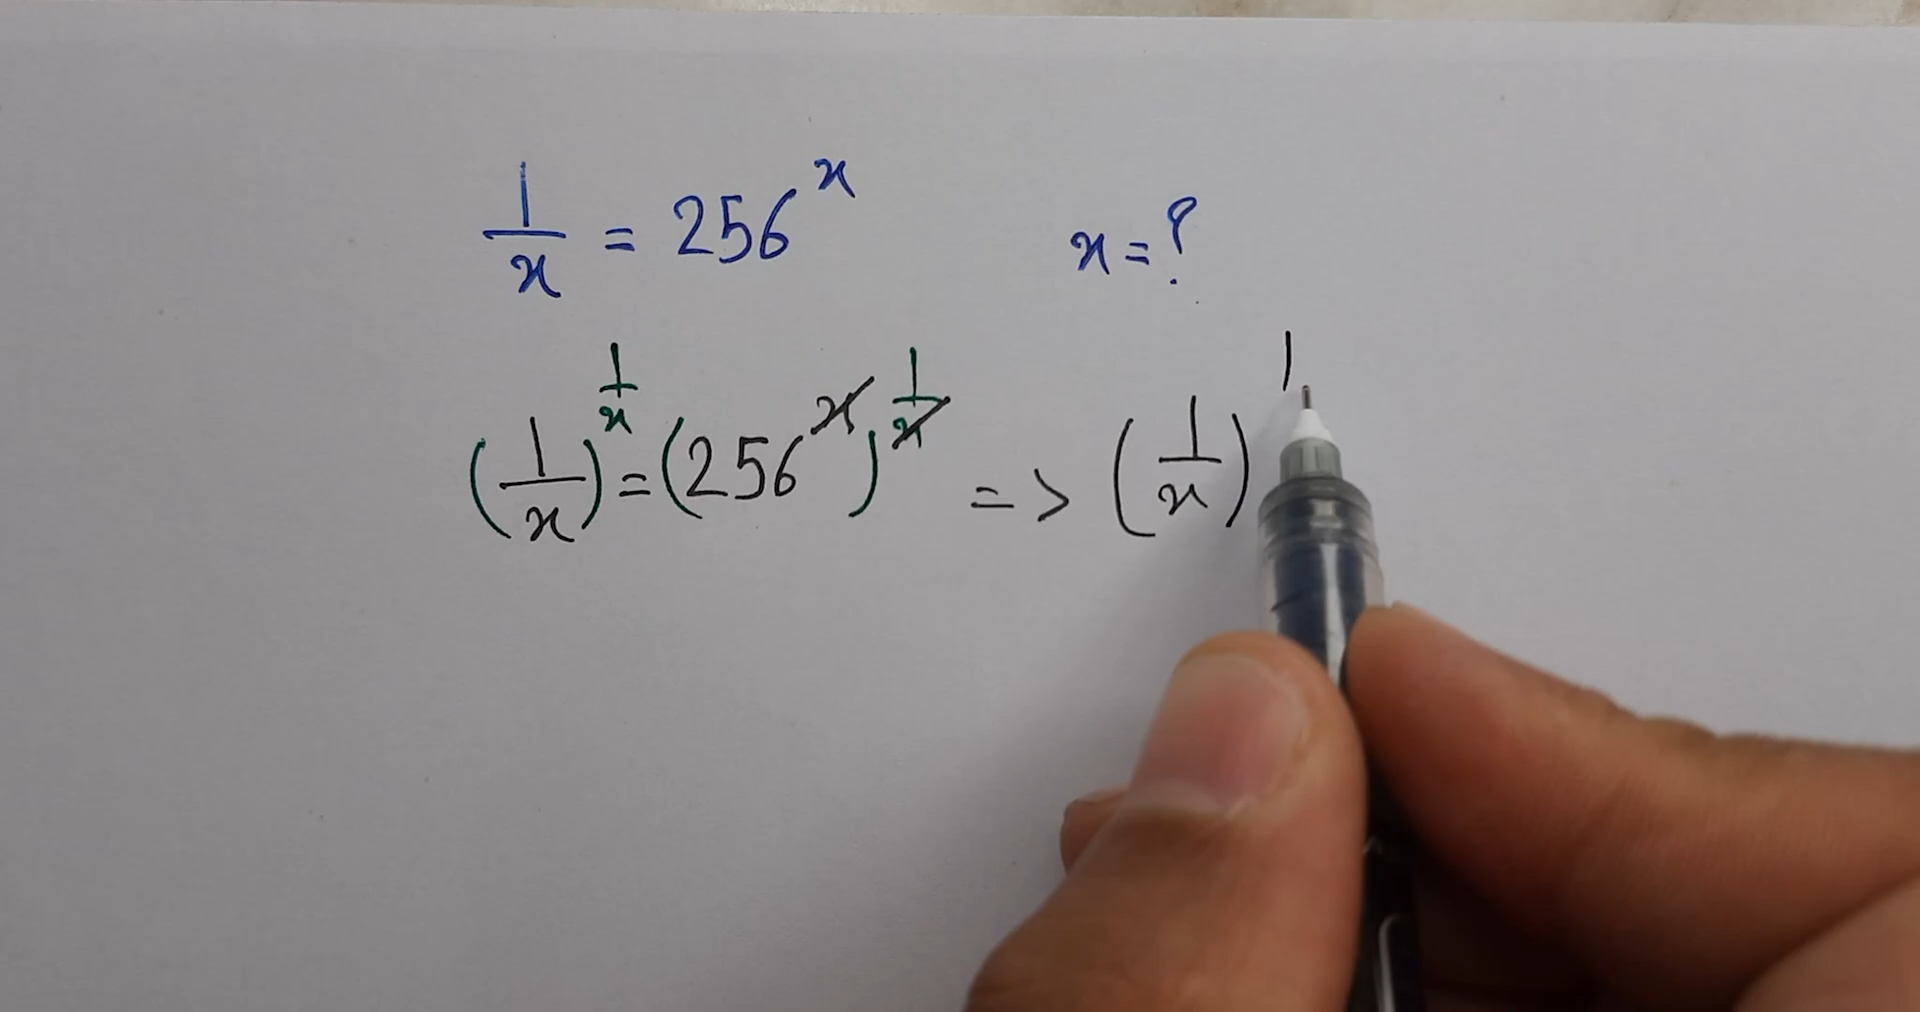 1/x = 256^x x = ?
(1/x)^(1/x) = (256^x)^(1/x) => (1/x)^1